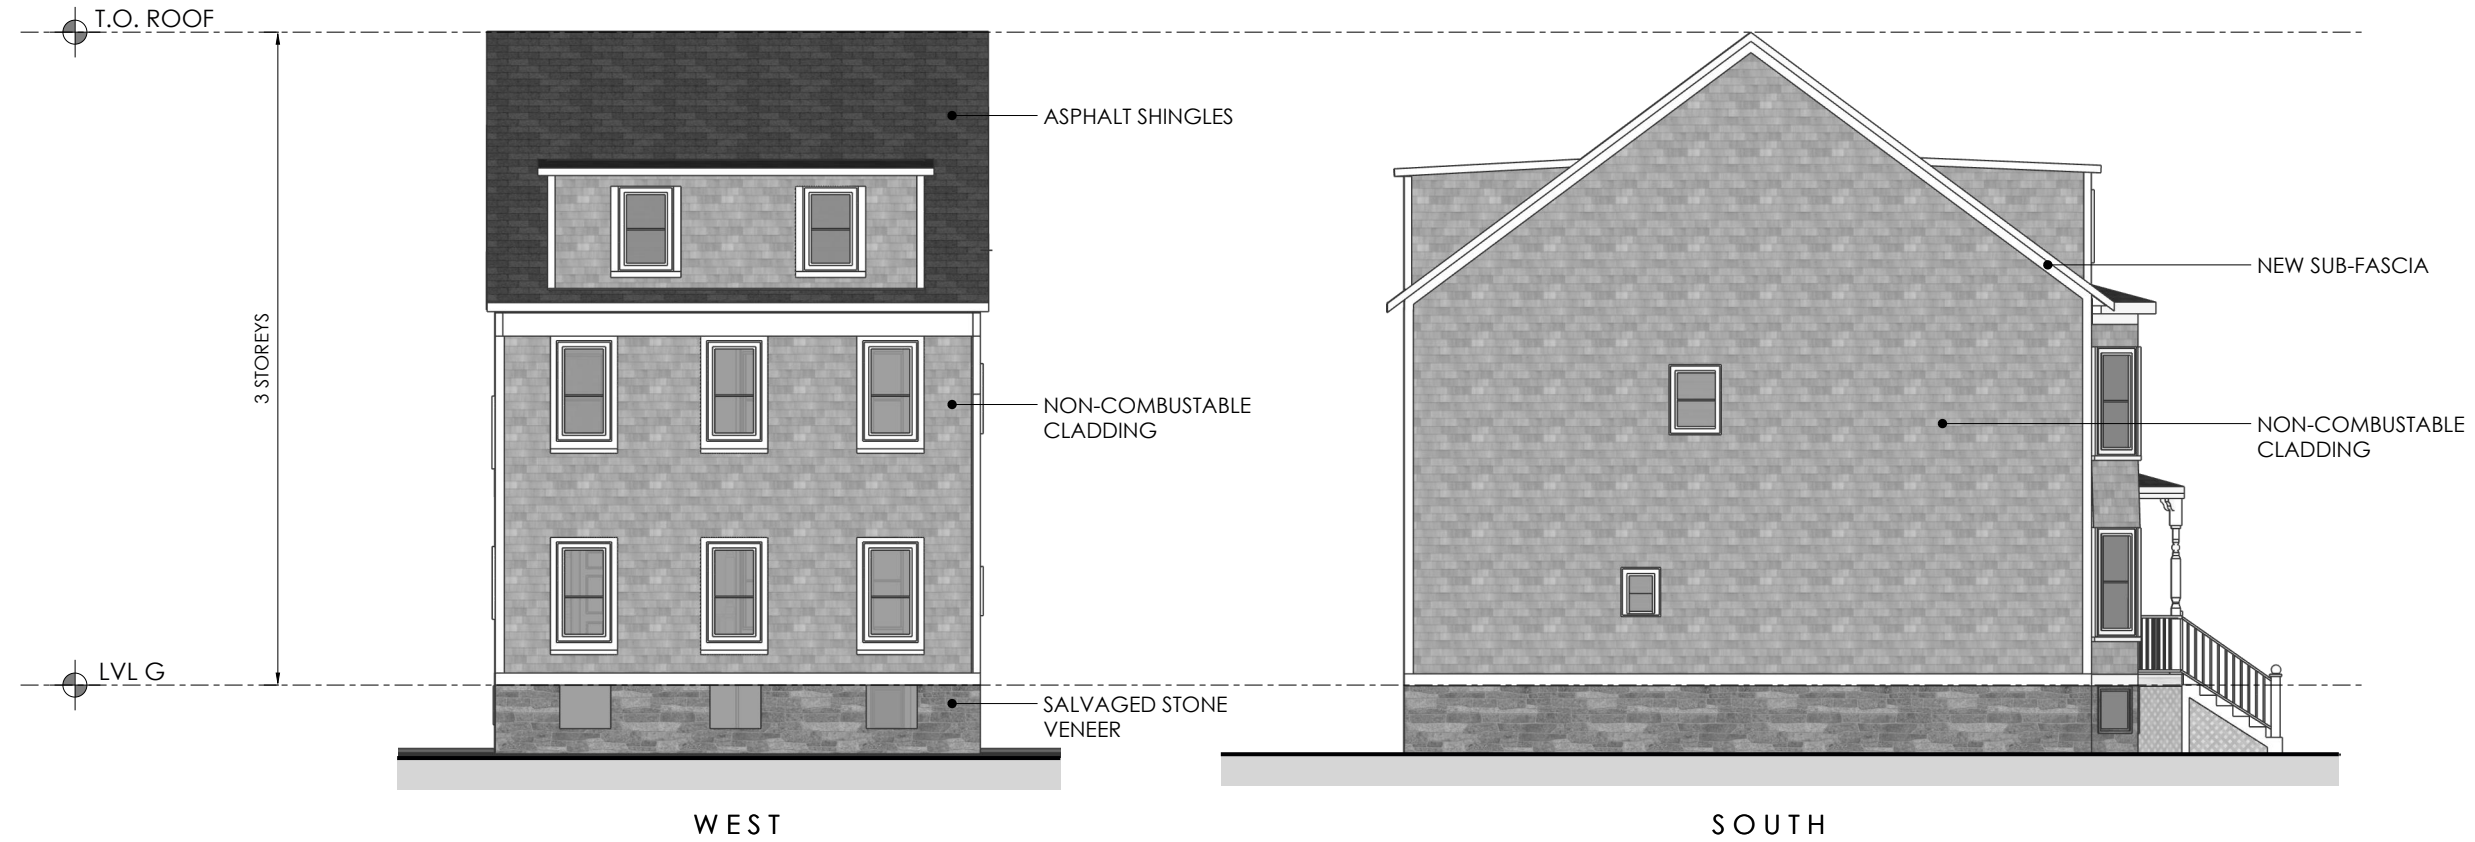 T.O. ROOF
ASPHALT SHINGLES
NEW SUB-FASCIA
3 STOREYS
NON-COMBUSTABLE
CLADDING
NON-COMBUSTABLE
CLADDING
LVL G
SALVAGED STONE
VENEER
WEST
SOUTH